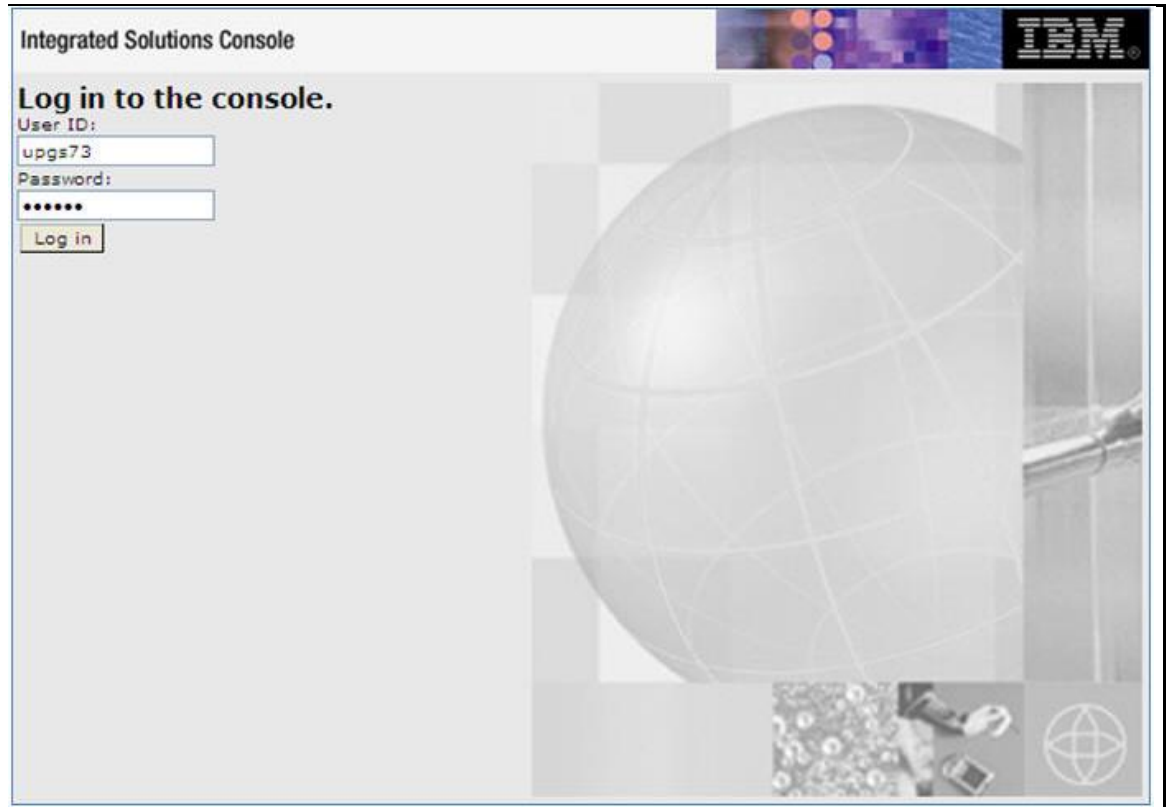 Integrated Solutions Console
IBM®
Log in to the console.
User ID:
upgs73
Password:
••••••
Log in